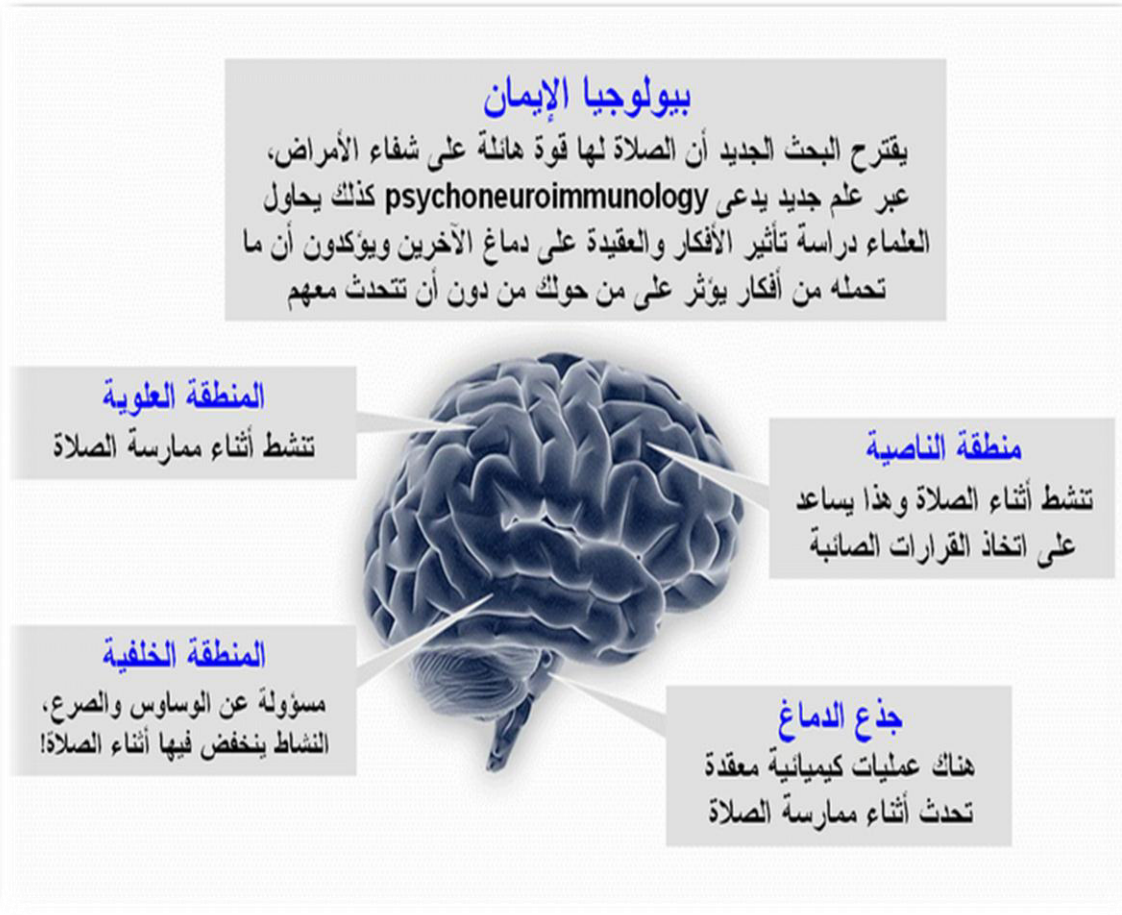 بيولوجيا الإيمان
يقترح البحث الجديد أن الصلاة لها قوة هائلة على شفاء الأمراض،
عبر علم جديد يدعى psychoneuroimmunology كذلك يحاول
العلماء دراسة تأثير الأفكار والعقيدة على دماغ الآخرين ويؤكدون أن ما
تحمله من أفكار يؤثر على من حولك من دون أن تتحدث معهم
المنطقة العلوية
تنشط أثناء ممارسة الصلاة
منطقة الناصية
تنشط أثناء الصلاة وهذا يساعد
على اتخاذ القرارات الصائبة
المنطقة الخلفية
مسؤولة عن الوساوس والصرع،
النشاط ينخفض فيها أثناء الصلاة!
جذع الدماغ
هناك عمليات كيميائية معقدة
تحدث أثناء ممارسة الصلاة